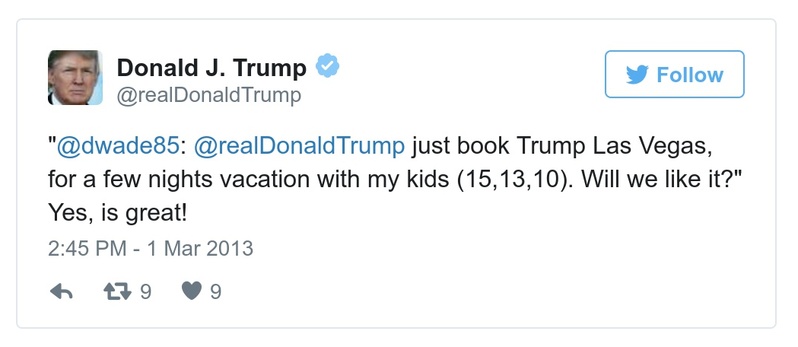 Donald J. Trump
@realDonaldTrump
Follow
"@dwade85: @realDonaldTrump just book Trump Las Vegas,
for a few nights vacation with my kids (15,13,10). Will we like it?"
Yes, is great!
2:45 PM - 1 Mar 2013
9 9